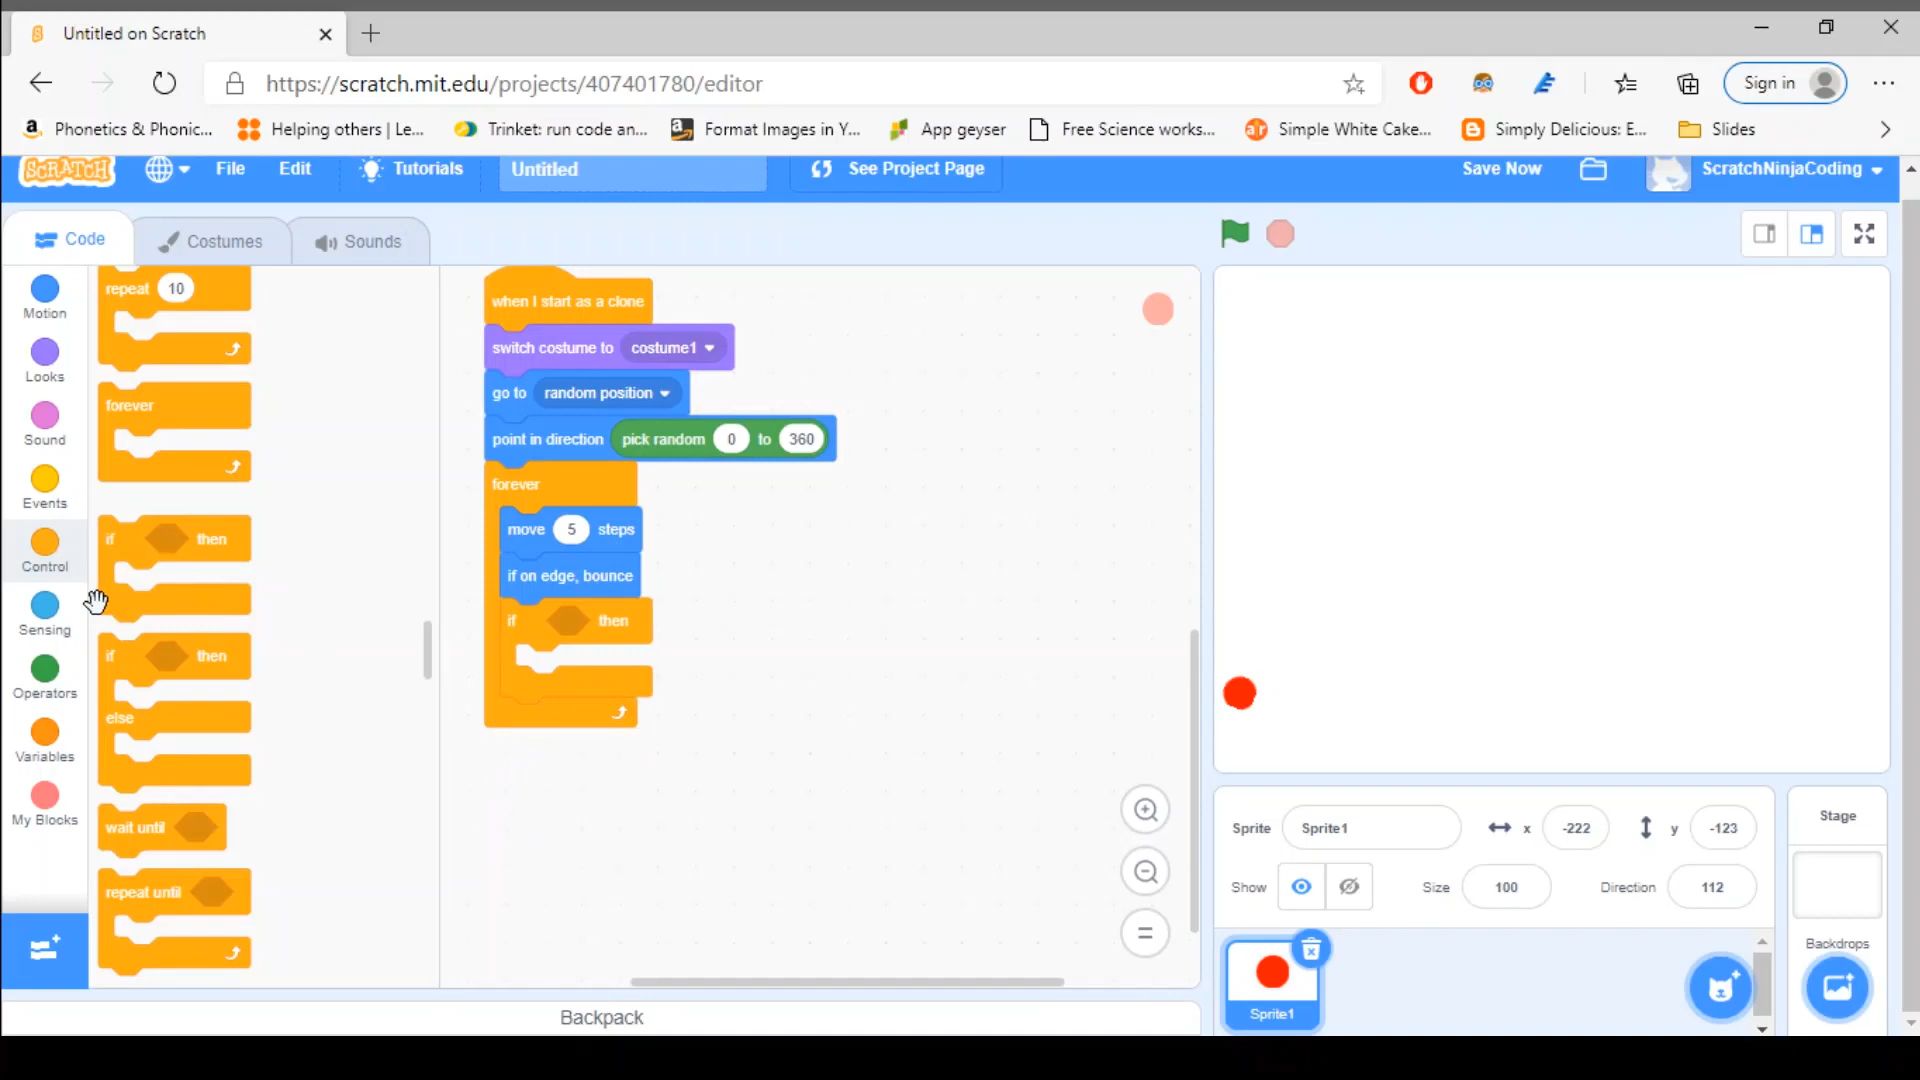 Untitled on Scratch
https://scratch.mit.edu/projects/407401780/editor
Sign in
Phonetics & Phonic...
Helping others | Le...
Trinket: run code an...
Format Images in Y...
App geyser
Free Science works...
Simple White Cake...
Simply Delicious: E...
Slides
SCRATCH
File
Edit
Tutorials
Untitled
See Project Page
Save Now
ScratchNinjaCoding
Code
Costumes
Sounds
Motion
Looks
Sound
Events
Control
Sensing
Operators
Variables
My Blocks
repeat 10
forever
if then
if then
else
wait until
repeat until
when I start as a clone
switch costume to costume1
go to random position
point in direction pick random 0 to 360
forever
move 5 steps
if on edge, bounce
if then
Backpack
Sprite Sprite1 x -222 y -123
Show Size 100 Direction 112
Sprite1
Stage
Backdrops